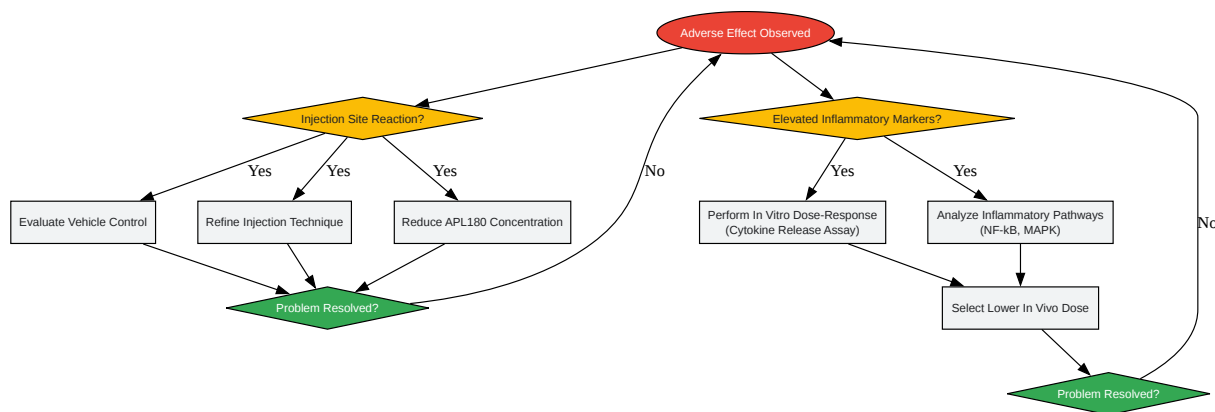 Adverse Effect Observed
Injection Site Reaction?
Elevated Inflammatory Markers?
Yes
Yes
Yes
No
Yes
Yes
Evaluate Vehicle Control
Refine Injection Technique
Reduce APL180 Concentration
Perform In Vitro Dose-Response
(Cytokine Release Assay)
Analyze Inflammatory Pathways
(NF-kB, MAPK)
No
Problem Resolved?
Select Lower In Vivo Dose
Problem Resolved?